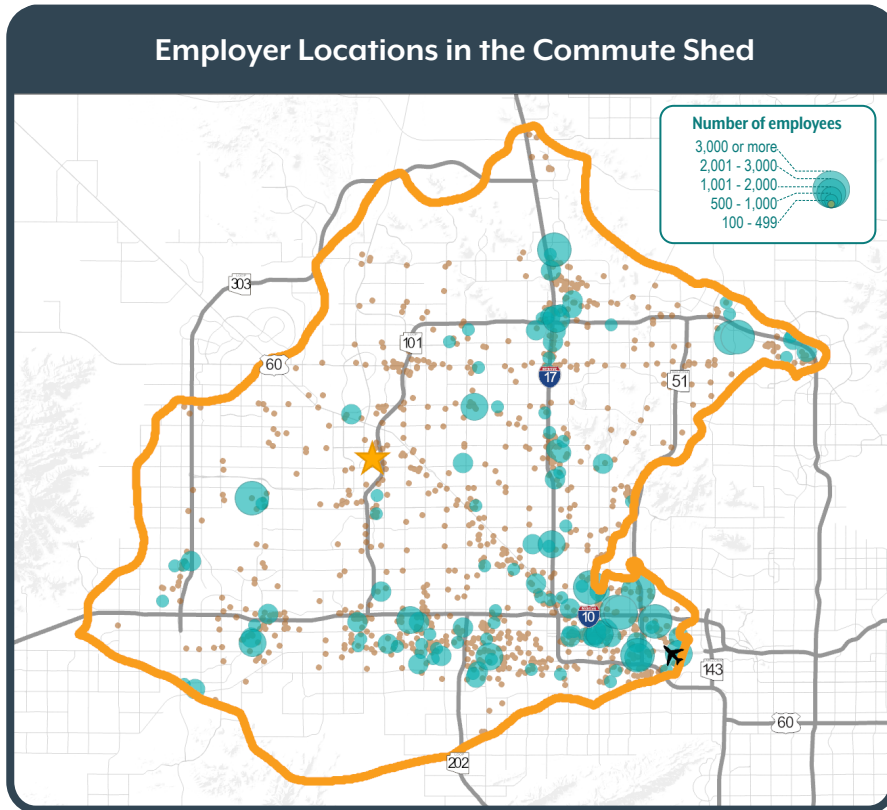 Employer Locations in the Commute Shed
Number of employees
3,000 or more
2,001 - 3,000
1,001 - 2,000
500 - 1,000
100 - 499
303
101
60
17
51
10
143
60
202